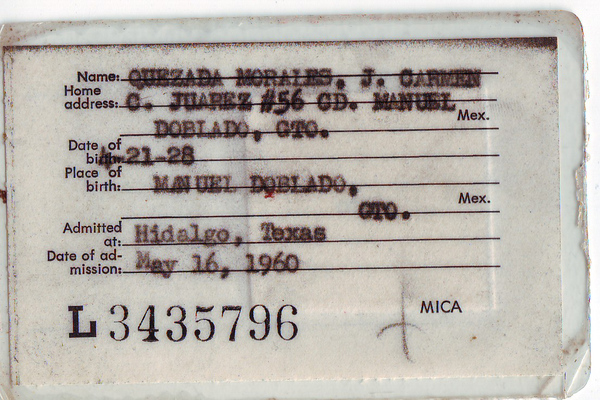 Name: QUEZADA MORALES, J. CARMEN
Home address: C. JUAREZ #56 CD. MANUEL
Mex.
DOBLADO, GTO.
Date of birth: 4-21-28
Place of birth: MANUEL DOBLADO,
Mex.
GTO.
Admitted at: Hidalgo, Texas
Date of ad-mission: May 16, 1960
L 3435796
MICA